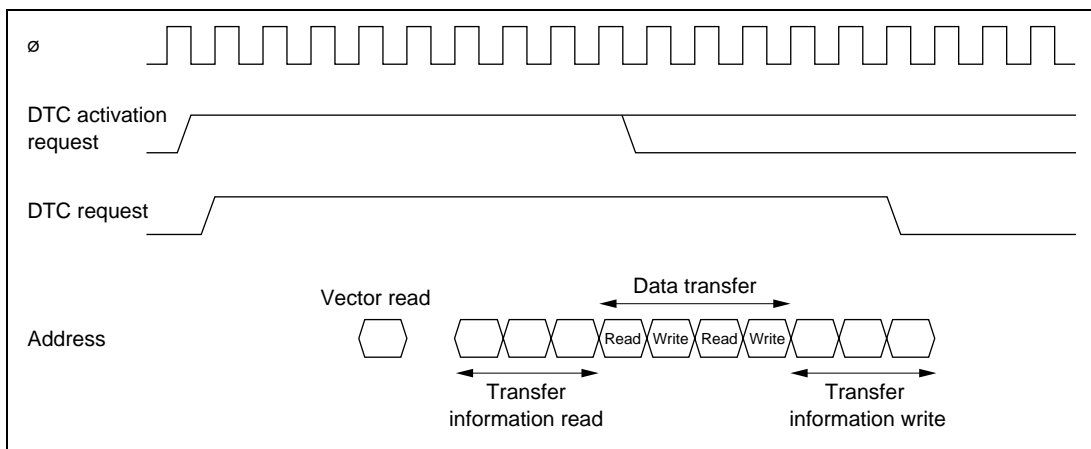 ø
DTC activation
request
DTC request
Vector read
Data transfer
Address
Read Write Read Write
Transfer
information read
Transfer
information write